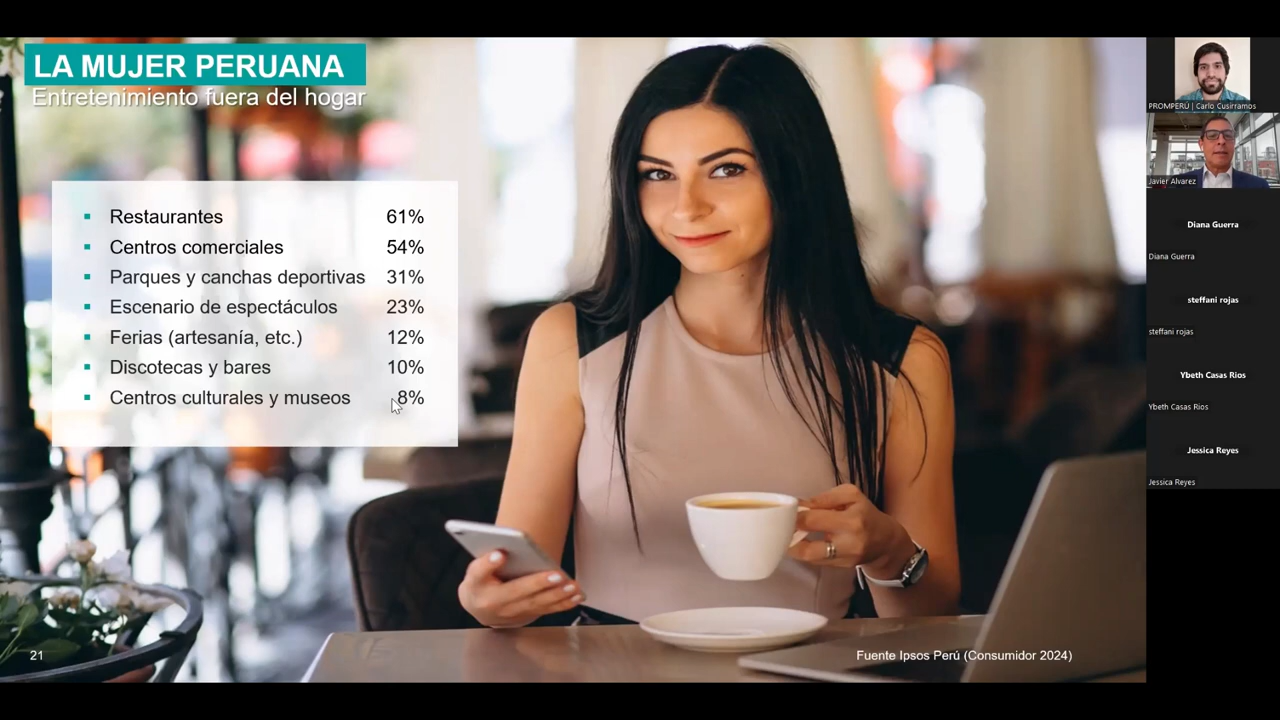 LA MUJER PERUANA
Entretenimiento fuera del hogar
Restaurantes 61%
Centros comerciales 54%
Parques y canchas deportivas 31%
Escenario de espectáculos 23%
Ferias (artesanía, etc.) 12%
Discotecas y bares 10%
Centros culturales y museos 8%
21
Fuente Ipsos Perú (Consumidor 2024)
PROMPERÚ | Carlo Cusirramos
Javier Alvarez
Diana Guerra
Diana Guerra
steffani rojas
steffani rojas
Ybeth Casas Rios
Ybeth Casas Rios
Jessica Reyes
Jessica Reyes